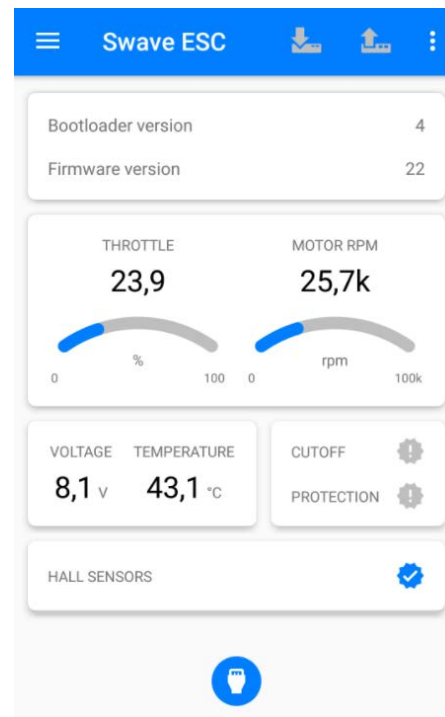 Swave ESC
Bootloader version 4
Firmware version 22
THROTTLE MOTOR RPM
23,9 25,7k
% rpm
0 100 0 100k
VOLTAGE TEMPERATURE CUTOFF
8,1 V 43,1 °C PROTECTION
HALL SENSORS